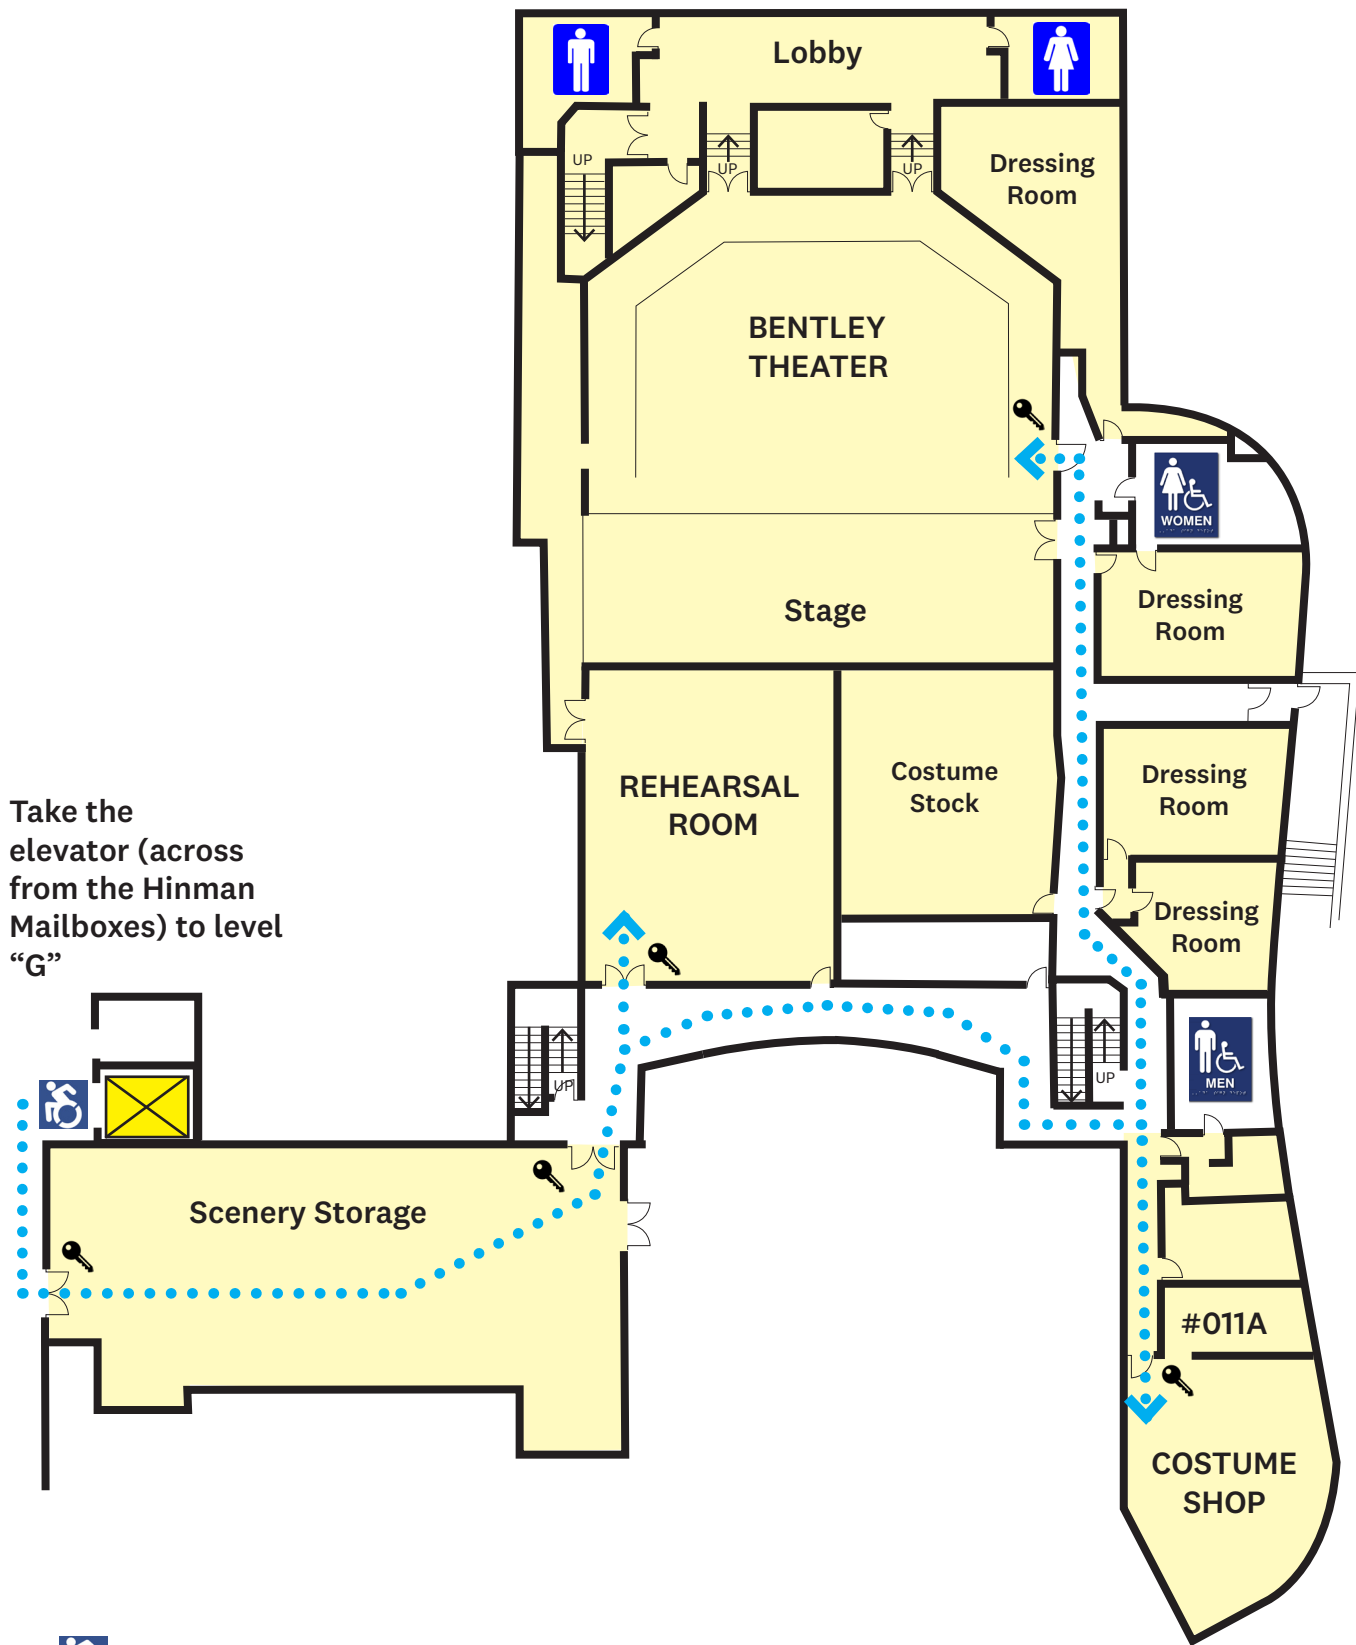 Lobby
UP
UP
UP
Dressing
Room
BENTLEY
THEATER
WOMEN
Stage
Dressing
Room
REHEARSAL
ROOM
Costume
Stock
Dressing
Room
Take the
elevator (across
from the Hinman
Mailboxes) to level
“G”
Dressing
Room
UP
UP
MEN
Scenery Storage
#011A
COSTUME
SHOP